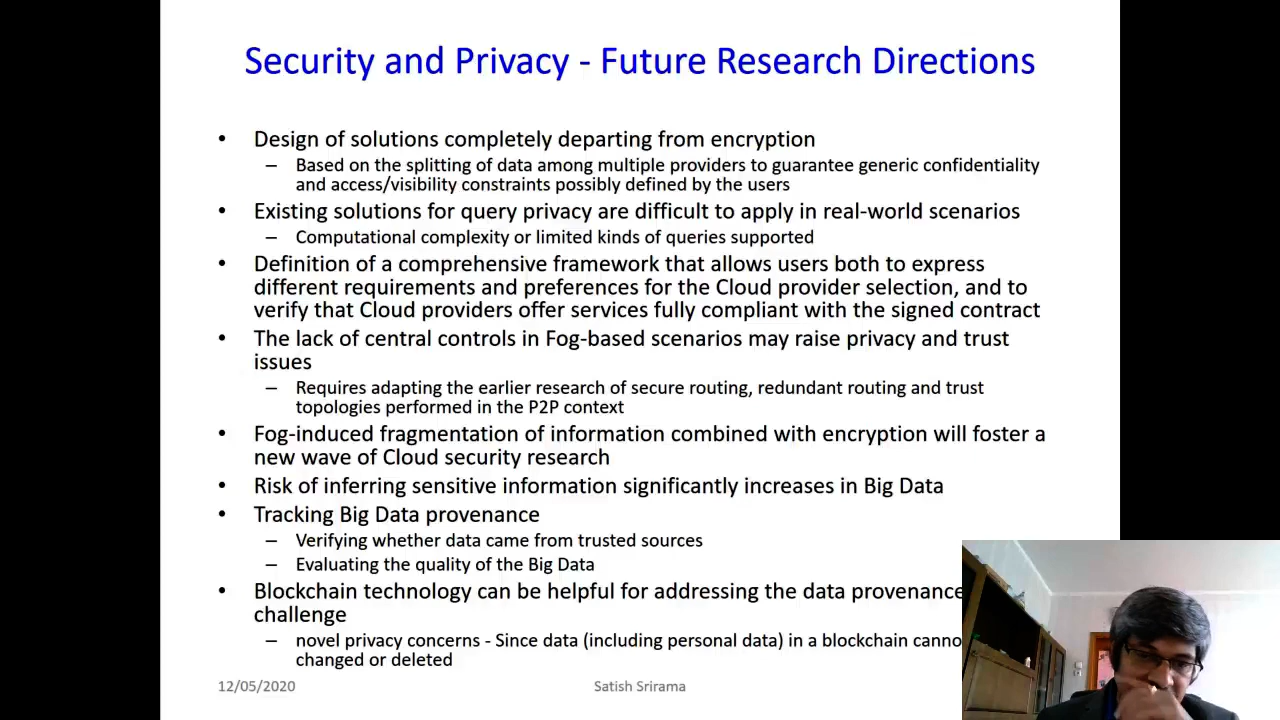 Security and Privacy - Future Research Directions
• Design of solutions completely departing from encryption
– Based on the splitting of data among multiple providers to guarantee generic confidentiality
and access/visibility constraints possibly defined by the users
• Existing solutions for query privacy are difficult to apply in real-world scenarios
– Computational complexity or limited kinds of queries supported
• Definition of a comprehensive framework that allows users both to express
different requirements and preferences for the Cloud provider selection, and to
verify that Cloud providers offer services fully compliant with the signed contract
• The lack of central controls in Fog-based scenarios may raise privacy and trust
issues
– Requires adapting the earlier research of secure routing, redundant routing and trust
topologies performed in the P2P context
• Fog-induced fragmentation of information combined with encryption will foster a
new wave of Cloud security research
• Risk of inferring sensitive information significantly increases in Big Data
• Tracking Big Data provenance
– Verifying whether data came from trusted sources
– Evaluating the quality of the Big Data
• Blockchain technology can be helpful for addressing the data provenance
challenge
– novel privacy concerns - Since data (including personal data) in a blockchain
changed or deleted
12/05/2020
Satish Srirama